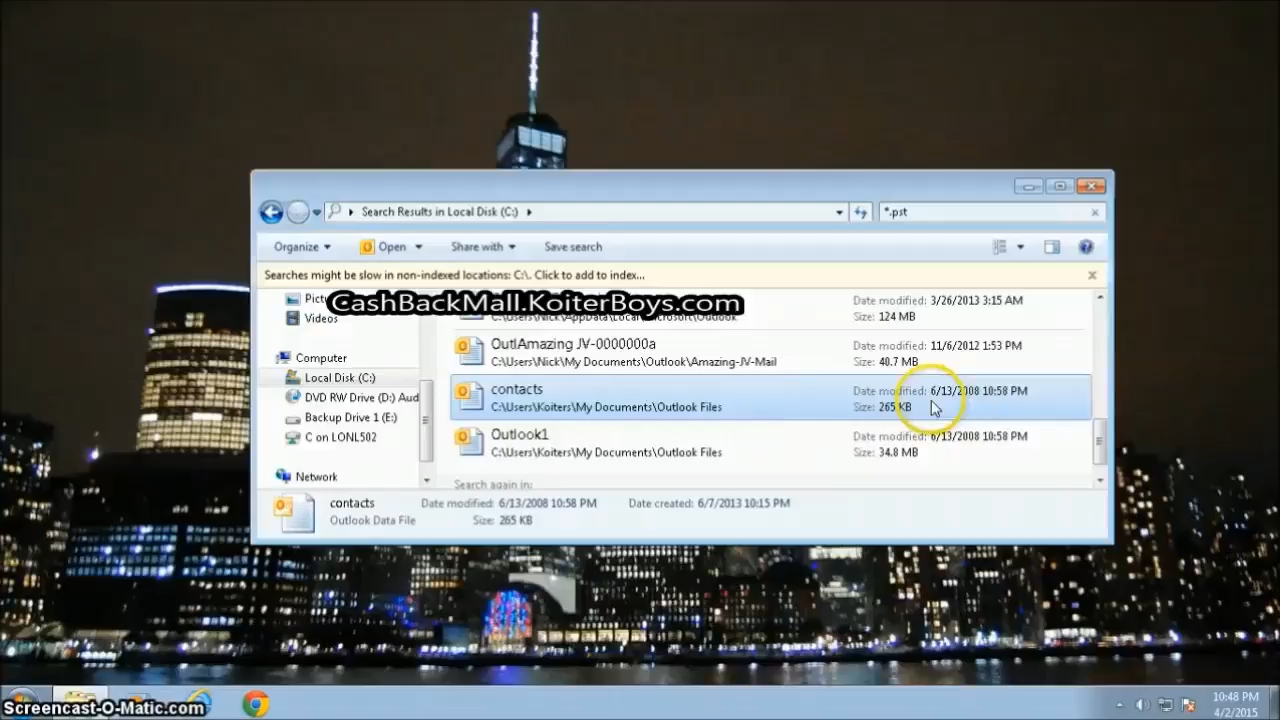 Search Results in Local Disk (C:)
*.pst
Organize
Open
Share with
Save search
Searches might be slow in non-indexed locations: C:\. Click to add to index...
CashBackMall.KoiterBoys.com
Videos
Computer
Local Disk (C:)
DVD RW Drive (D:) Aud
Backup Drive 1 (E:)
C on LONL502
Network
Date modified: 3/26/2013 3:15 AM
C:\Users\Nick\AppData\Local\Microsoft\Outlook
Size: 124 MB
OutlAmazing JV-0000000a
Date modified: 11/6/2012 1:53 PM
C:\Users\Nick\My Documents\Outlook\Amazing-JV-Mail
Size: 40.7 MB
contacts
Date modified: 6/13/2008 10:58 PM
C:\Users\Koiters\My Documents\Outlook Files
Size: 265 KB
Outlook1
Date modified: 6/13/2008 10:58 PM
C:\Users\Koiters\My Documents\Outlook Files
Size: 34.8 MB
Search again in:
contacts
Date modified: 6/13/2008 10:58 PM
Date created: 6/7/2013 10:15 PM
Outlook Data File
Size: 265 KB
Screencast-O-Matic.com
10:48 PM
4/2/2015